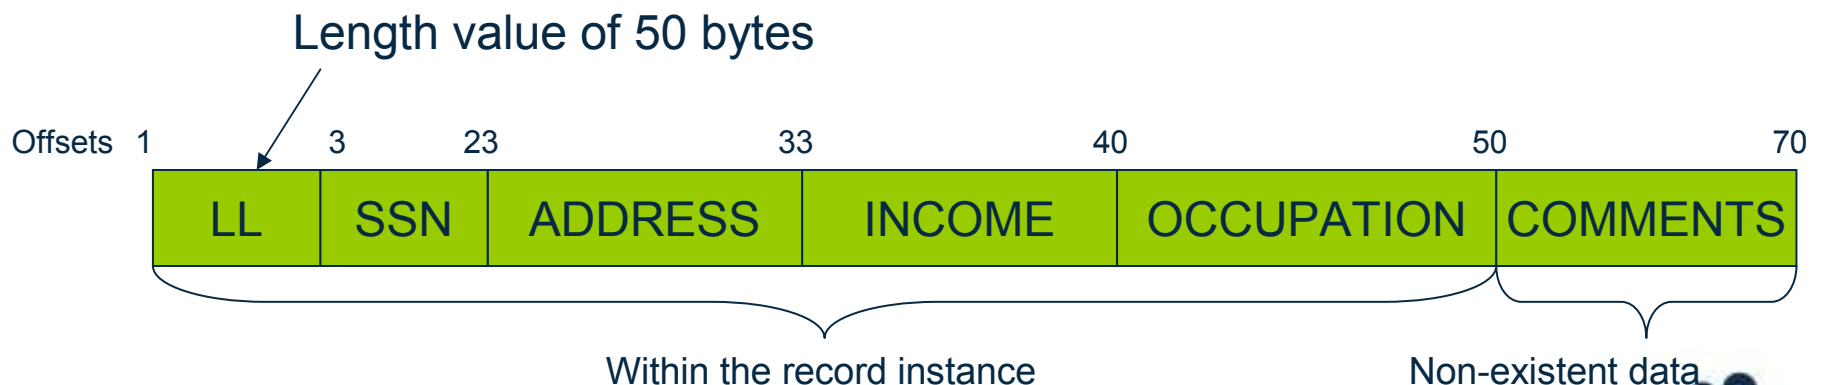 Length value of 50 bytes
Offsets 1 3 23 33 40 50 70
LL SSN ADDRESS INCOME OCCUPATION COMMENTS
Within the record instance Non-existent data